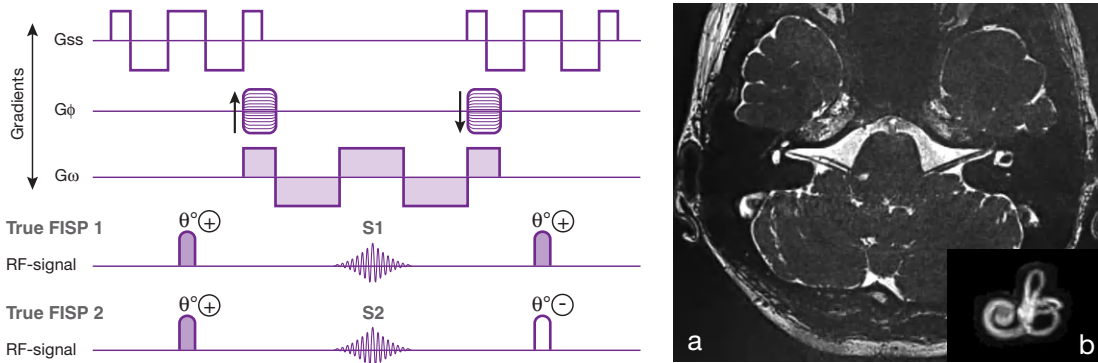 Gradients
Gss
Gϕ
Gω
True FISP 1
θ° +
S1
θ° +
RF-signal
True FISP 2
θ° +
S2
θ° -
RF-signal
a
b